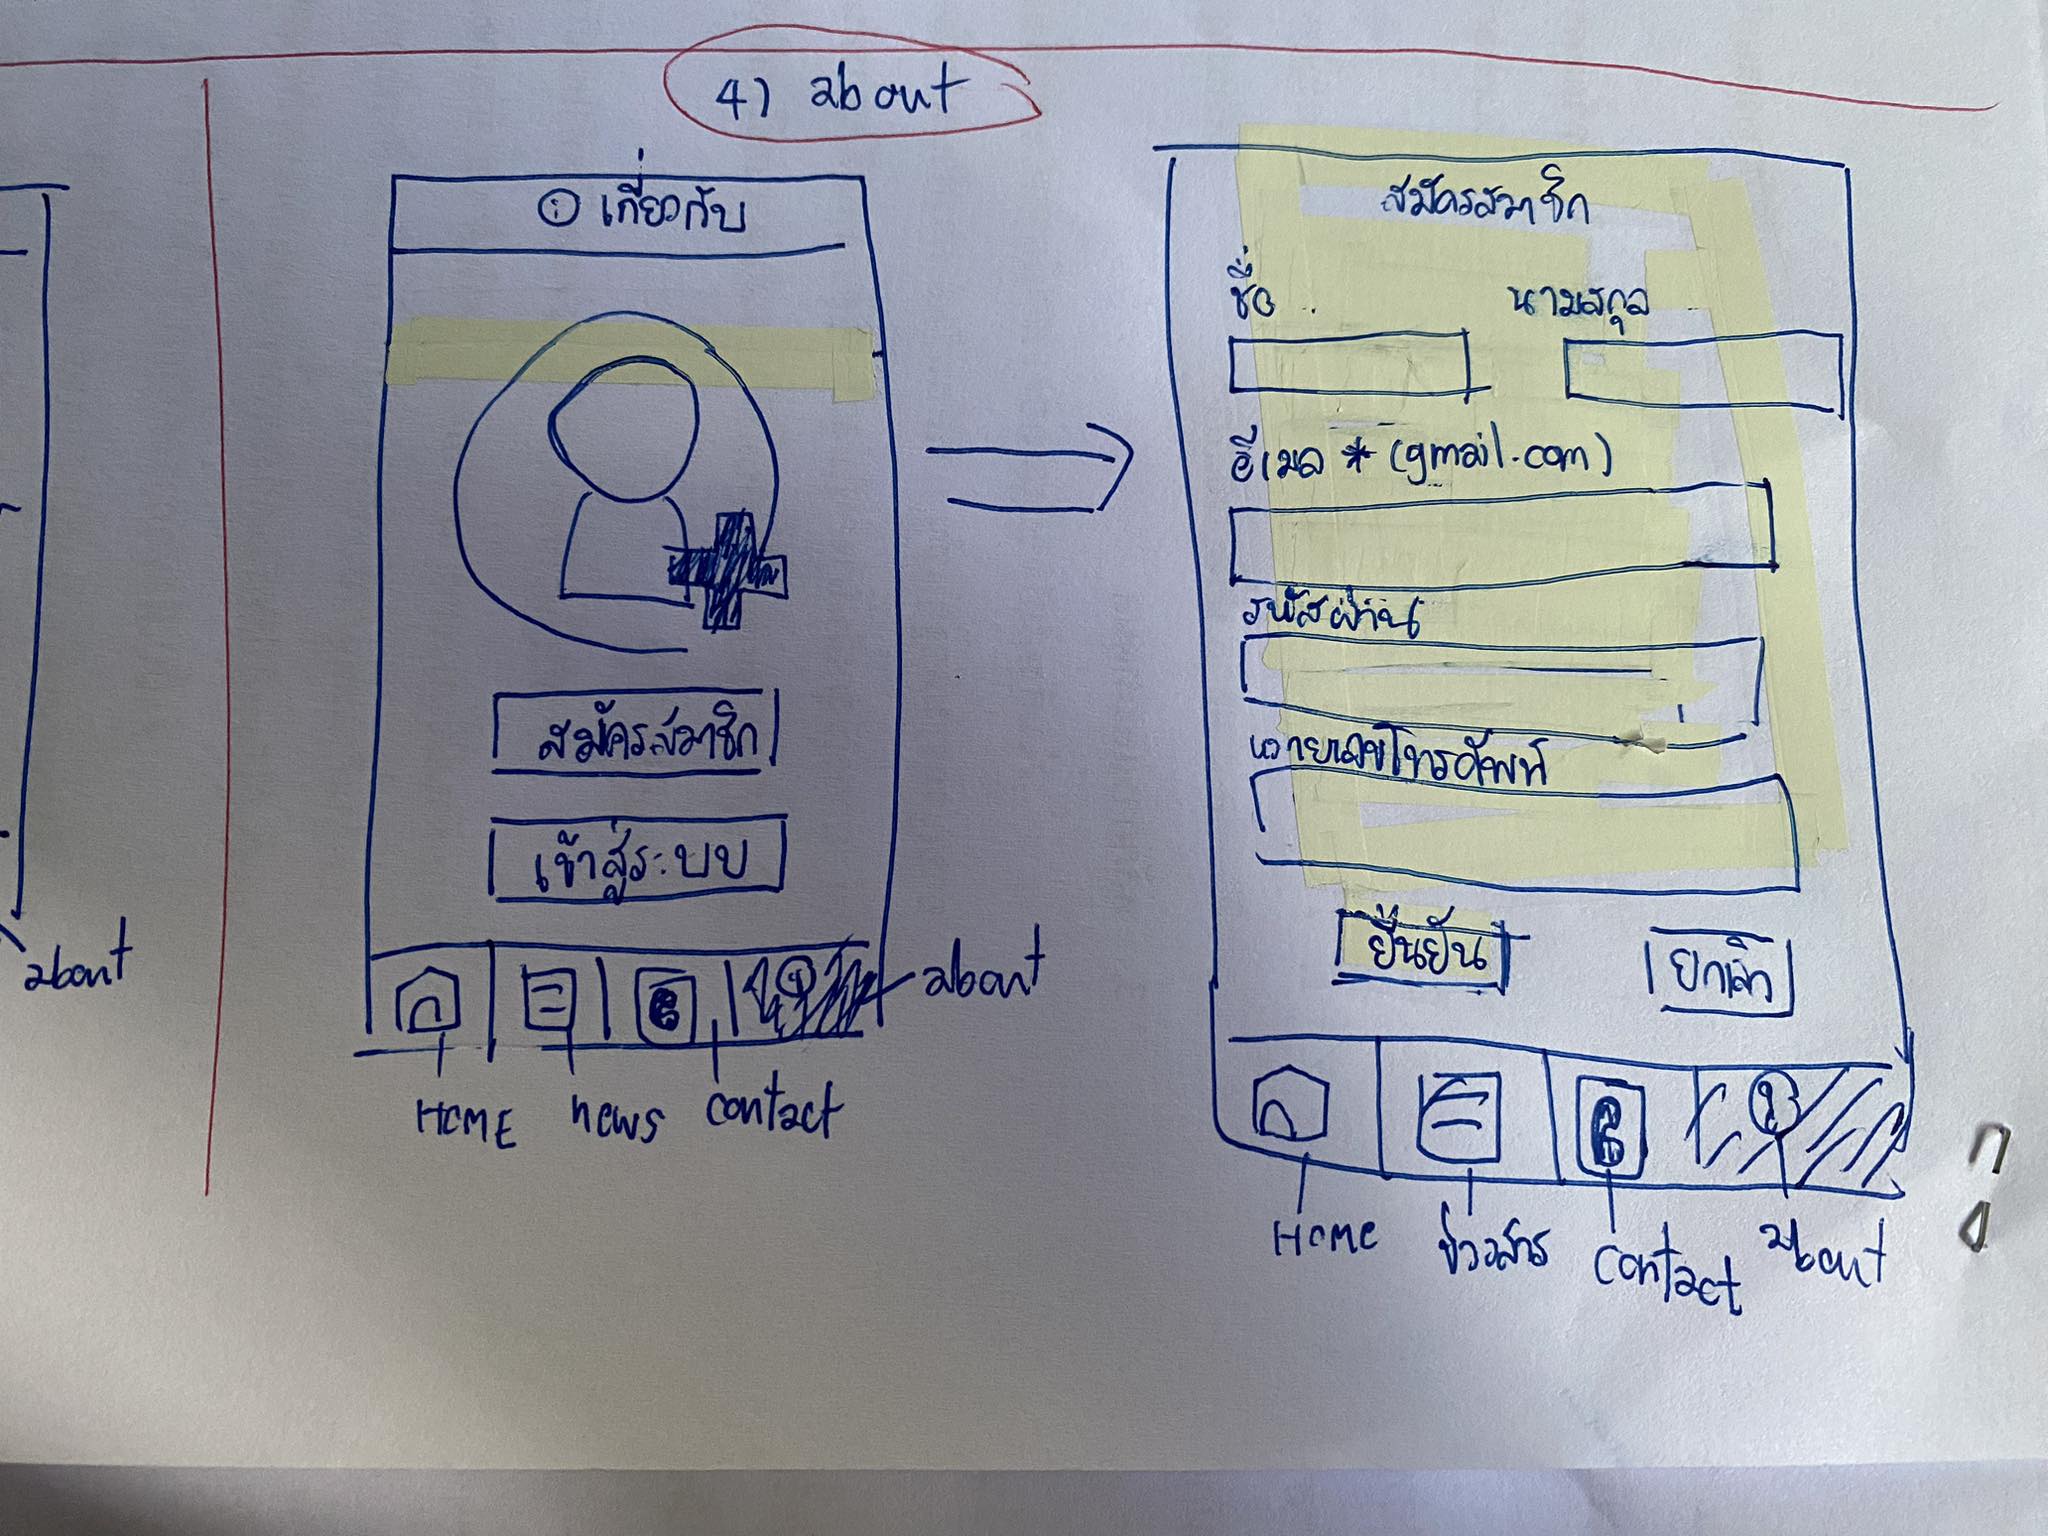 4) about
ⓘ เกี่ยวกับ
สมัครสมาชิก
เข้าสู่ระบบ
about
HOME
news
contact
about
สมัครสมาชิก
ชื่อ
นามสกุล
อีเมล * (gmail.com)
รหัสผ่าน
หมายเลขโทรศัพท์
ยืนยัน
ยกเลิก
HOME
ข่าวสาร
contact
about